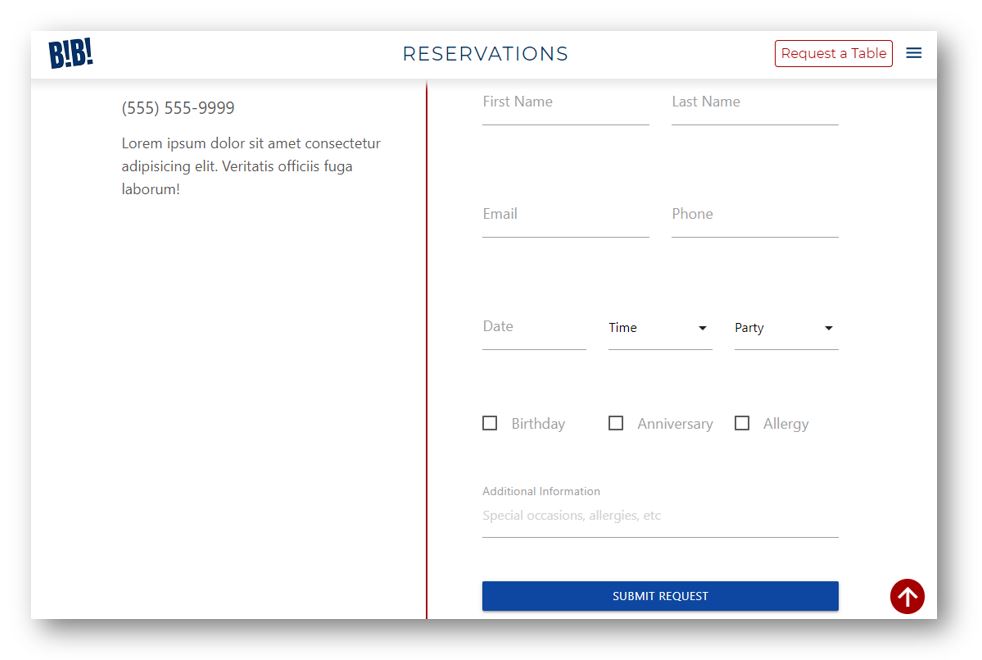 B!B!
RESERVATIONS
Request a Table
(555) 555-9999
Lorem ipsum dolor sit amet consectetur
adipisicing elit. Veritatis officiis fuga
laborum!
First Name
Last Name
Email
Phone
Date
Time
Party
Birthday
Anniversary
Allergy
Additional Information
Special occasions, allergies, etc
SUBMIT REQUEST